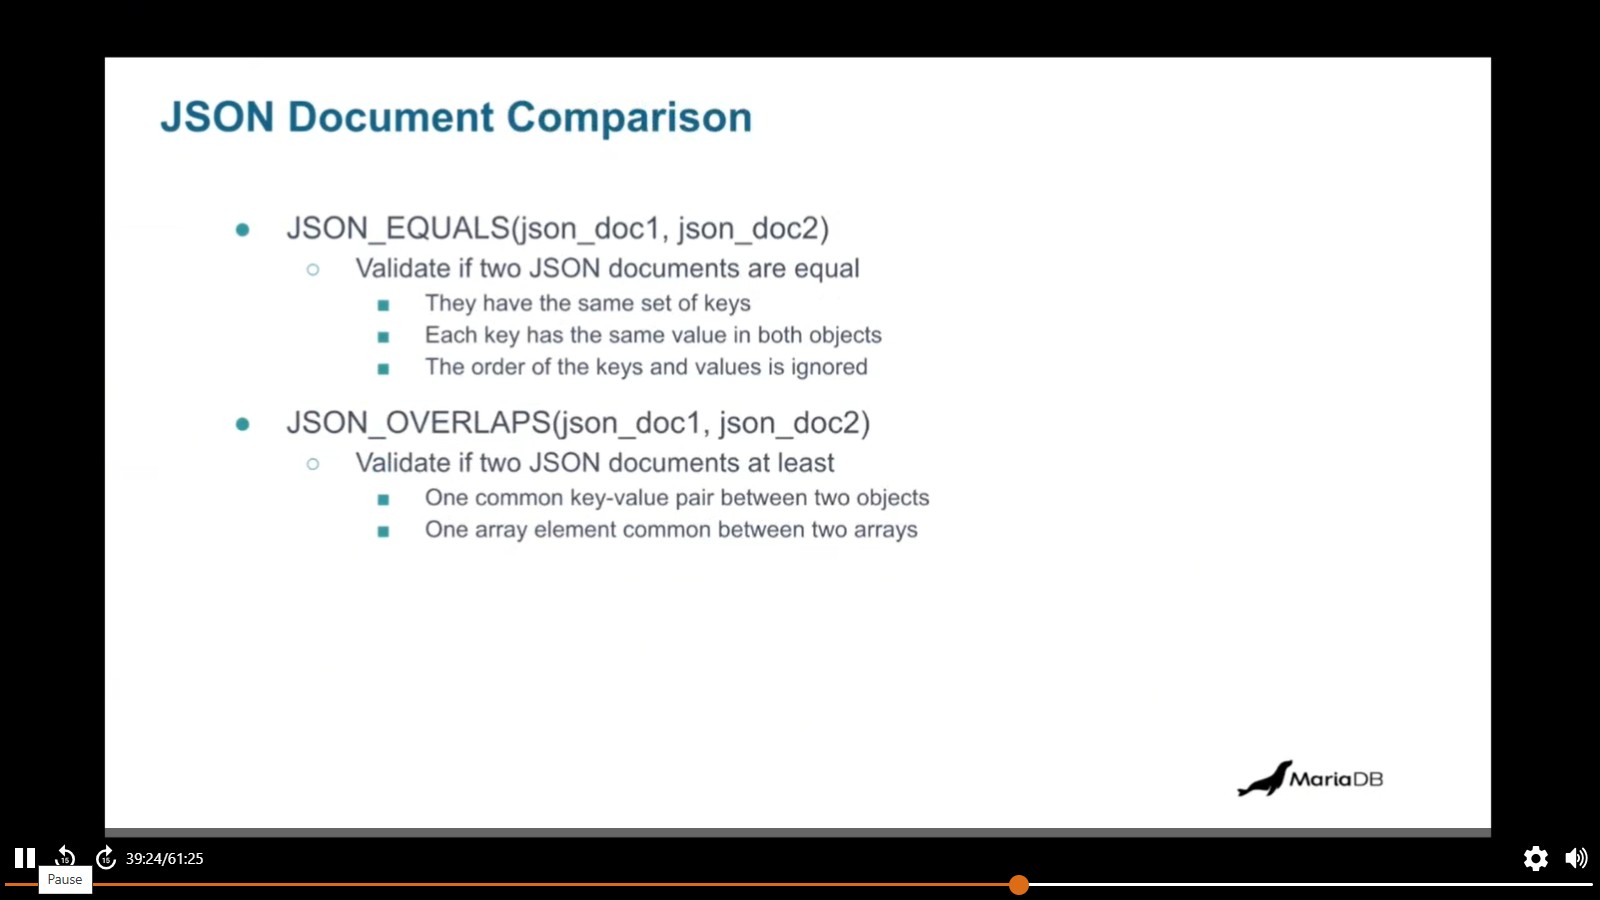 JSON Document Comparison
JSON_EQUALS(json_doc1, json_doc2)
Validate if two JSON documents are equal
They have the same set of keys
Each key has the same value in both objects
The order of the keys and values is ignored
JSON_OVERLAPS(json_doc1, json_doc2)
Validate if two JSON documents at least
One common key-value pair between two objects
One array element common between two arrays
MariaDB
15
15
39:24/61:25
Pause